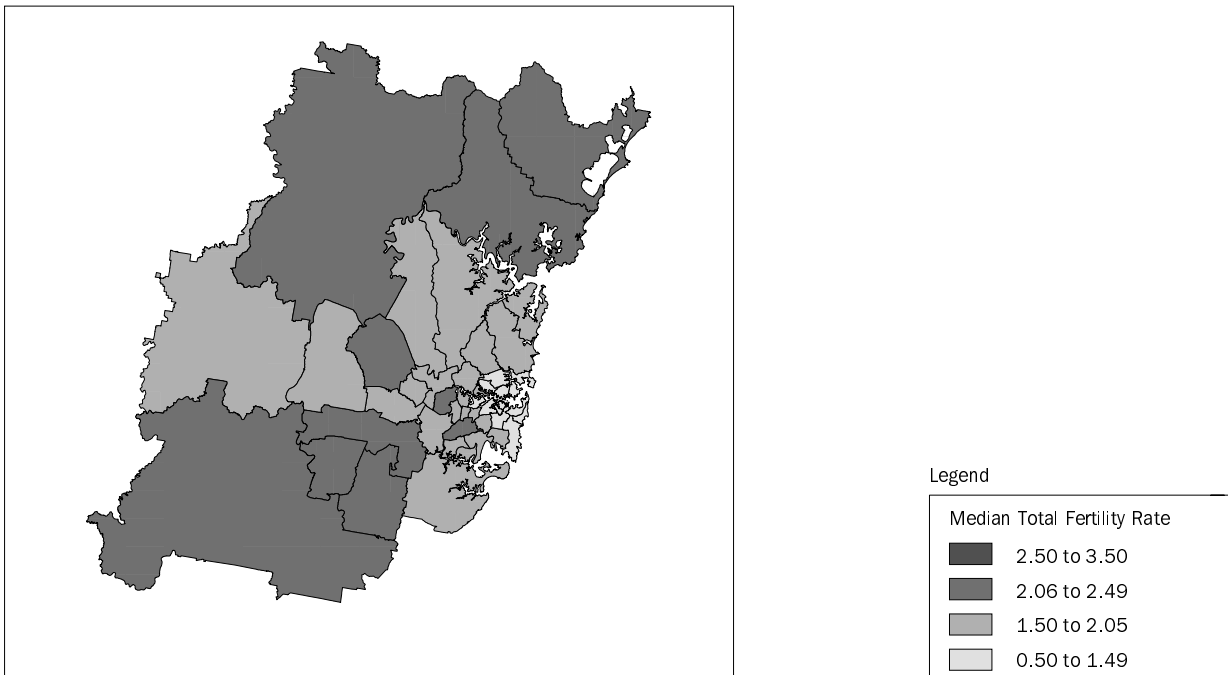 Legend
Median Total Fertility Rate
2.50 to 3.50
2.06 to 2.49
1.50 to 2.05
0.50 to 1.49